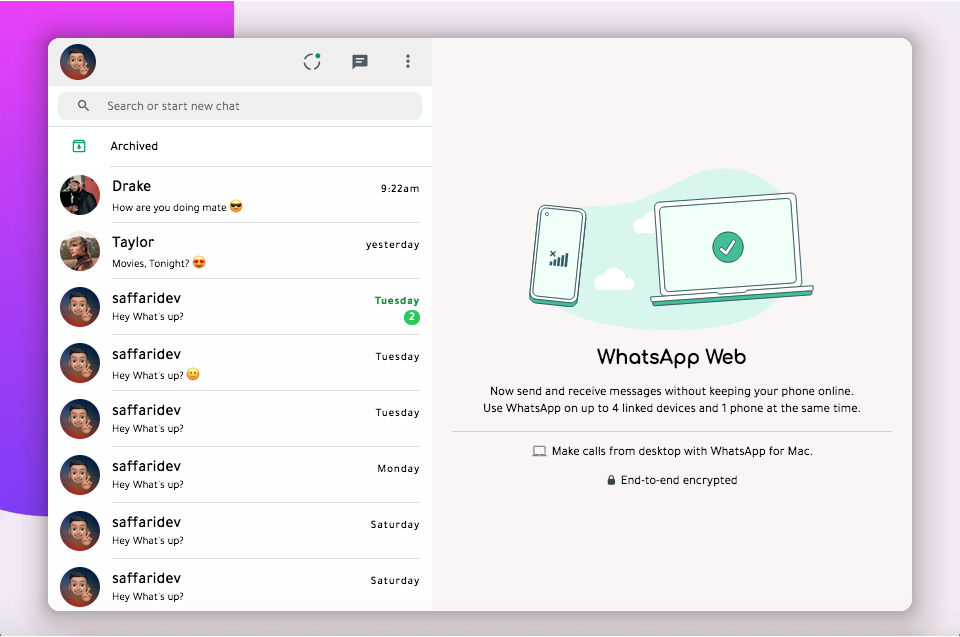 Search or start new chat
Archived
Drake
9:22am
How are you doing mate 😎
Taylor
yesterday
Movies, Tonight? 😍
saffaridev
Tuesday
Hey What's up?
2
saffaridev
Tuesday
Hey What's up? 🙂
saffaridev
Tuesday
Hey What's up?
saffaridev
Monday
Hey What's up?
saffaridev
Saturday
Hey What's up?
saffaridev
Saturday
Hey What's up?
WhatsApp Web
Now send and receive messages without keeping your phone online.
Use WhatsApp on up to 4 linked devices and 1 phone at the same time.
Make calls from desktop with WhatsApp for Mac.
End-to-end encrypted